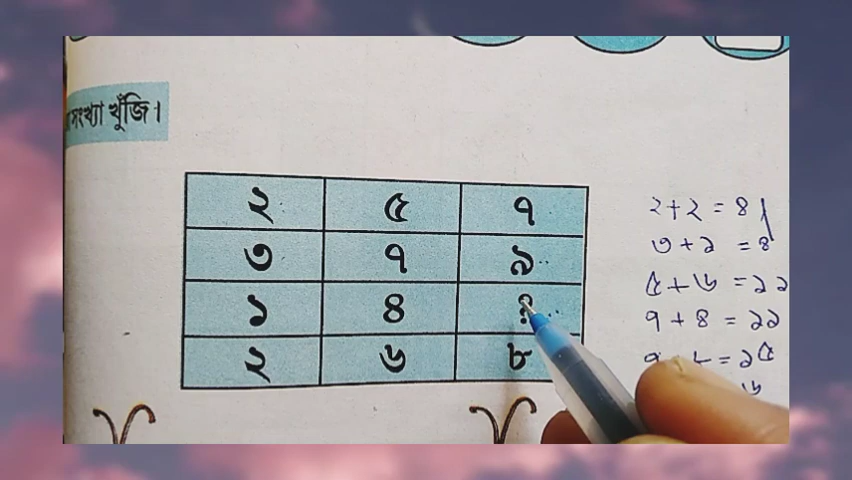 সংখ্যা খুঁজি।
২ ৫ ৭
৩ ৭ ৯
১ ৪ ?
২ ৬ ৮
২+২ = ৪
৩+১ = ৪
৫+৬ = ১১
৭+৪ = ১১
= ১৫